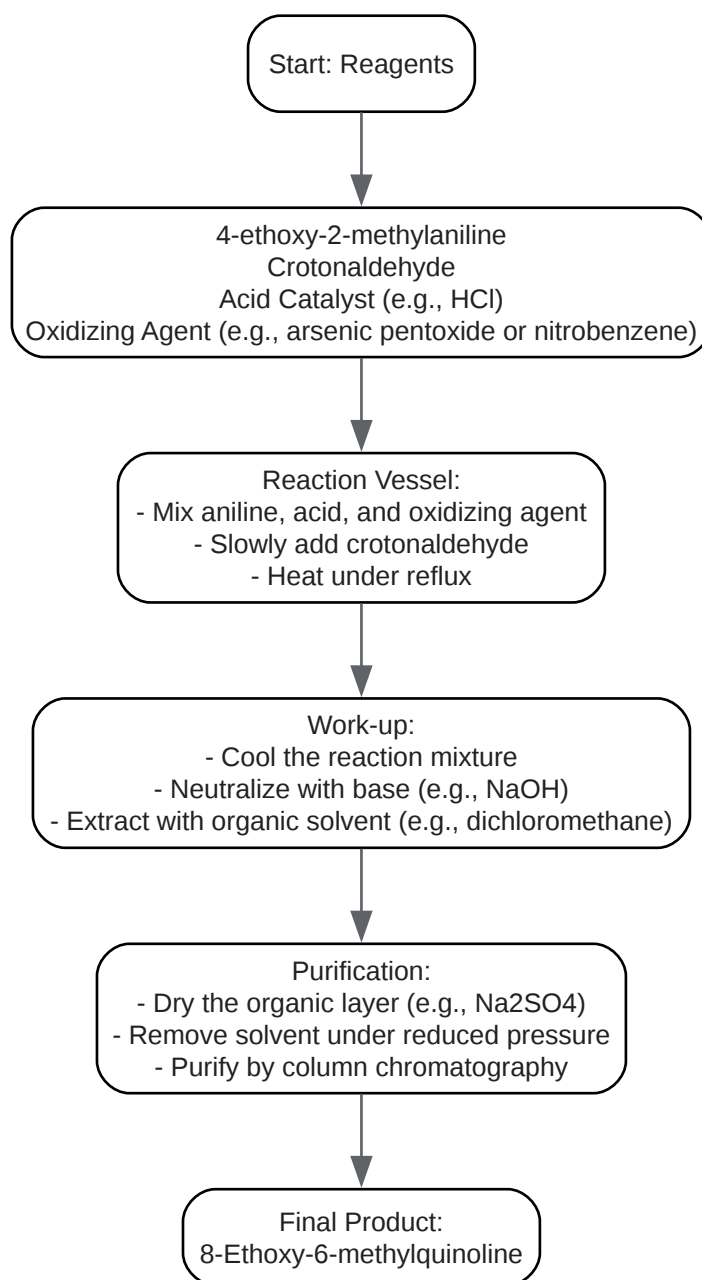 Start: Reagents
4-ethoxy-2-methylaniline
Crotonaldehyde
Acid Catalyst (e.g., HCl)
Oxidizing Agent (e.g., arsenic pentoxide or nitrobenzene)
Reaction Vessel:
- Mix aniline, acid, and oxidizing agent
- Slowly add crotonaldehyde
- Heat under reflux
Work-up:
- Cool the reaction mixture
- Neutralize with base (e.g., NaOH)
- Extract with organic solvent (e.g., dichloromethane)
Purification:
- Dry the organic layer (e.g., Na2SO4)
- Remove solvent under reduced pressure
- Purify by column chromatography
Final Product:
8-Ethoxy-6-methylquinoline